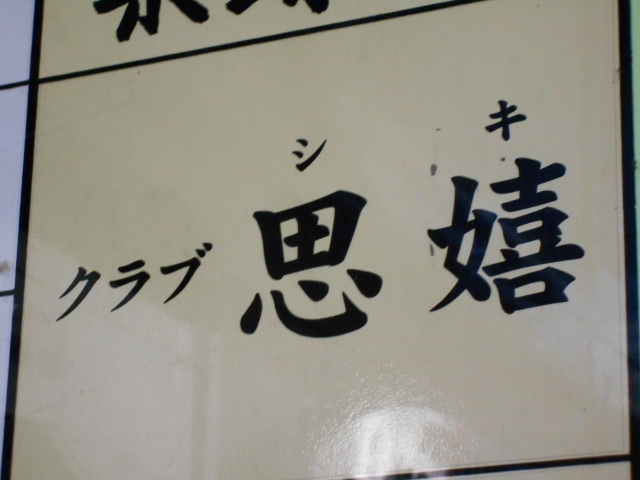 シ キ
クラブ 思嬉